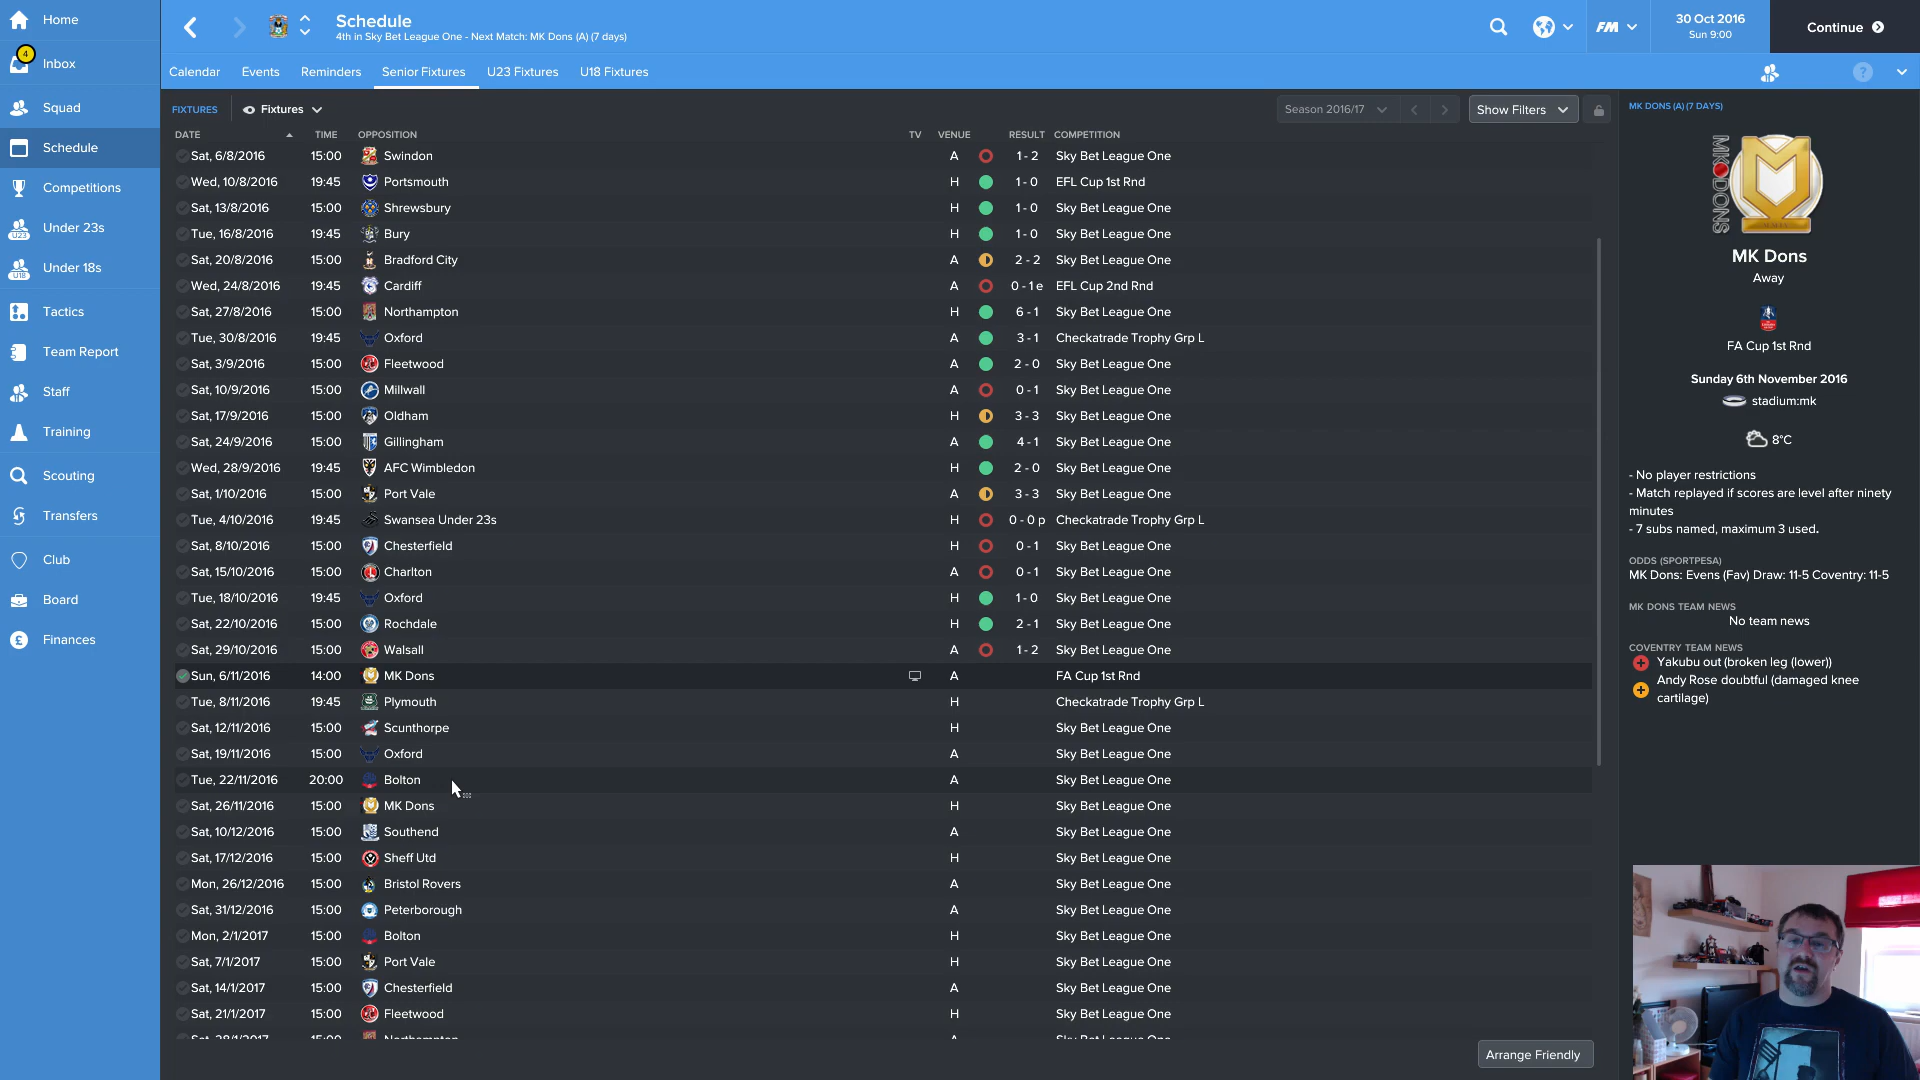 Home
4
Inbox
Squad
Schedule
Competitions
U23
Under 23s
U18
Under 18s
Tactics
Team Report
Staff
Training
Scouting
Transfers
Club
Board
Finances
Schedule
4th in Sky Bet League One - Next Match: MK Dons (A) (7 days)
FM
30 Oct 2016
Sun 9:00
Continue
Calendar Events Reminders Senior Fixtures U23 Fixtures U18 Fixtures
?
FIXTURES Fixtures Season 2016/17 Show Filters
DATE TIME OPPOSITION TV VENUE RESULT COMPETITION
Sat, 6/8/2016 15:00 Swindon A 1 - 2 Sky Bet League One
Wed, 10/8/2016 19:45 Portsmouth H 1 - 0 EFL Cup 1st Rnd
Sat, 13/8/2016 15:00 Shrewsbury H 1 - 0 Sky Bet League One
Tue, 16/8/2016 19:45 Bury H 1 - 0 Sky Bet League One
Sat, 20/8/2016 15:00 Bradford City A 2 - 2 Sky Bet League One
Wed, 24/8/2016 19:45 Cardiff A 0 - 1 e EFL Cup 2nd Rnd
Sat, 27/8/2016 15:00 Northampton H 6 - 1 Sky Bet League One
Tue, 30/8/2016 19:45 Oxford A 3 - 1 Checkatrade Trophy Grp L
Sat, 3/9/2016 15:00 Fleetwood A 2 - 0 Sky Bet League One
Sat, 10/9/2016 15:00 Millwall A 0 - 1 Sky Bet League One
Sat, 17/9/2016 15:00 Oldham H 3 - 3 Sky Bet League One
Sat, 24/9/2016 15:00 Gillingham A 4 - 1 Sky Bet League One
Wed, 28/9/2016 19:45 AFC Wimbledon H 2 - 0 Sky Bet League One
Sat, 1/10/2016 15:00 Port Vale A 3 - 3 Sky Bet League One
Tue, 4/10/2016 19:45 Swansea Under 23s H 0 - 0 p Checkatrade Trophy Grp L
Sat, 8/10/2016 15:00 Chesterfield H 0 - 1 Sky Bet League One
Sat, 15/10/2016 15:00 Charlton A 0 - 1 Sky Bet League One
Tue, 18/10/2016 19:45 Oxford H 1 - 0 Sky Bet League One
Sat, 22/10/2016 15:00 Rochdale H 2 - 1 Sky Bet League One
Sat, 29/10/2016 15:00 Walsall A 1 - 2 Sky Bet League One
Sun, 6/11/2016 14:00 MK Dons A FA Cup 1st Rnd
Tue, 8/11/2016 19:45 Plymouth H Checkatrade Trophy Grp L
Sat, 12/11/2016 15:00 Scunthorpe H Sky Bet League One
Sat, 19/11/2016 15:00 Oxford A Sky Bet League One
Tue, 22/11/2016 20:00 Bolton A Sky Bet League One
Sat, 26/11/2016 15:00 MK Dons H Sky Bet League One
Sat, 10/12/2016 15:00 Southend A Sky Bet League One
Sat, 17/12/2016 15:00 Sheff Utd H Sky Bet League One
Mon, 26/12/2016 15:00 Bristol Rovers A Sky Bet League One
Sat, 31/12/2016 15:00 Peterborough A Sky Bet League One
Mon, 2/1/2017 15:00 Bolton H Sky Bet League One
Sat, 7/1/2017 15:00 Port Vale H Sky Bet League One
Sat, 14/1/2017 15:00 Chesterfield A Sky Bet League One
Sat, 21/1/2017 15:00 Fleetwood H Sky Bet League One
Sat, 28/1/2017 15:00 Northampton A Sky Bet League One
Arrange Friendly
MK DONS (A) (7 DAYS)
MK DONS
MK Dons
Away
FA Cup 1st Rnd
Sunday 6th November 2016
stadium:mk
8°C
- No player restrictions
- Match replayed if scores are level after ninety
minutes
- 7 subs named, maximum 3 used.
ODDS (SPORTPESA)
MK Dons: Evens (Fav) Draw: 11-5 Coventry: 11-5
MK DONS TEAM NEWS
No team news
COVENTRY TEAM NEWS
Yakubu out (broken leg (lower))
Andy Rose doubtful (damaged knee
cartilage)